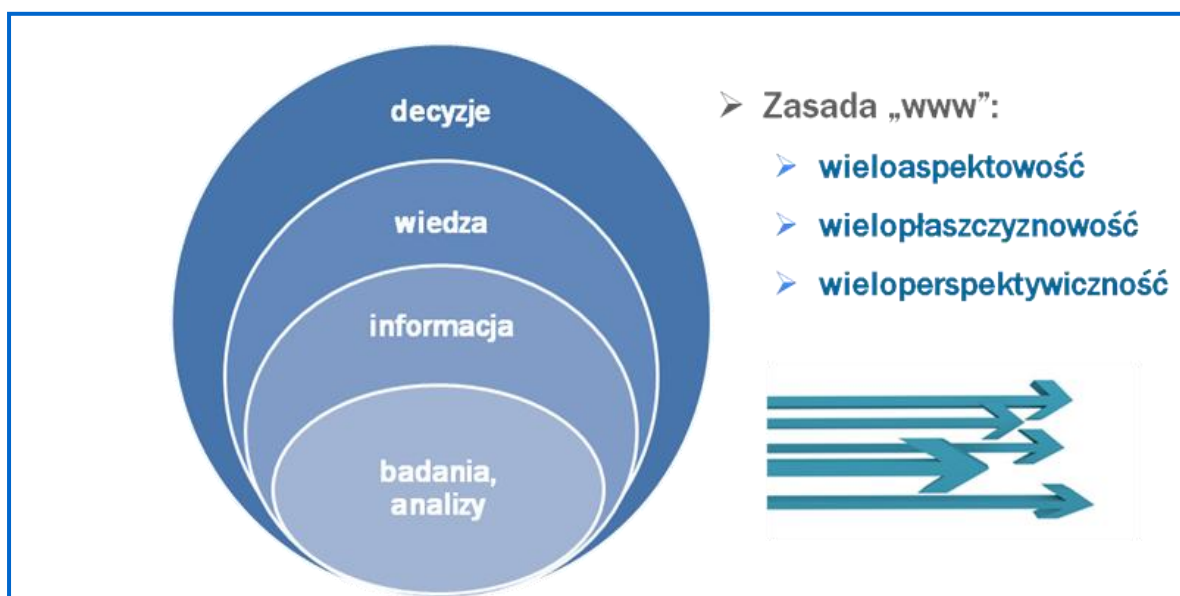 decyzje
wiedza
informacja
badania,
analizy
Zasada „www”:
wieloaspektowość
wielopłaszczyznowość
wieloperspektywiczność